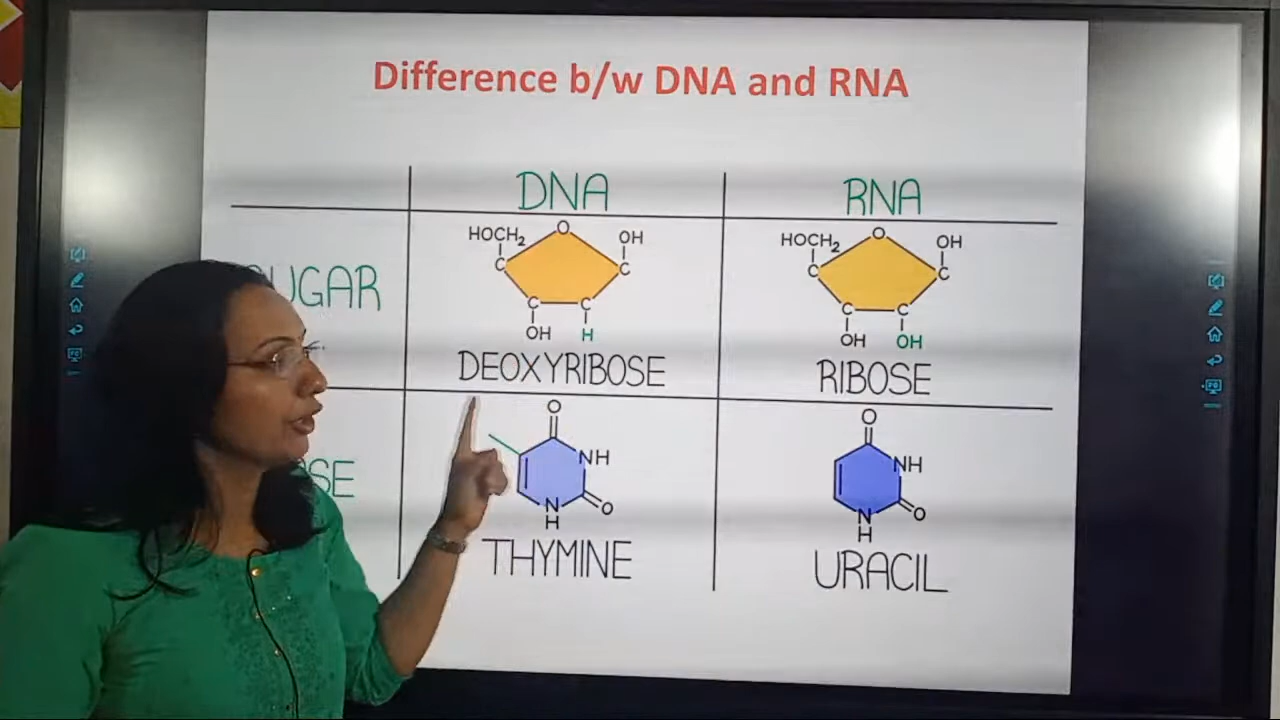 Difference b/w DNA and RNA
DNA RNA
UGAR
HOCH2 O OH
C C
C C
OH H
DEOXYRIBOSE
HOCH2 O OH
C C
C C
OH OH
RIBOSE
SE
O
NH
O
N
H
THYMINE
O
NH
O
N
H
URACIL